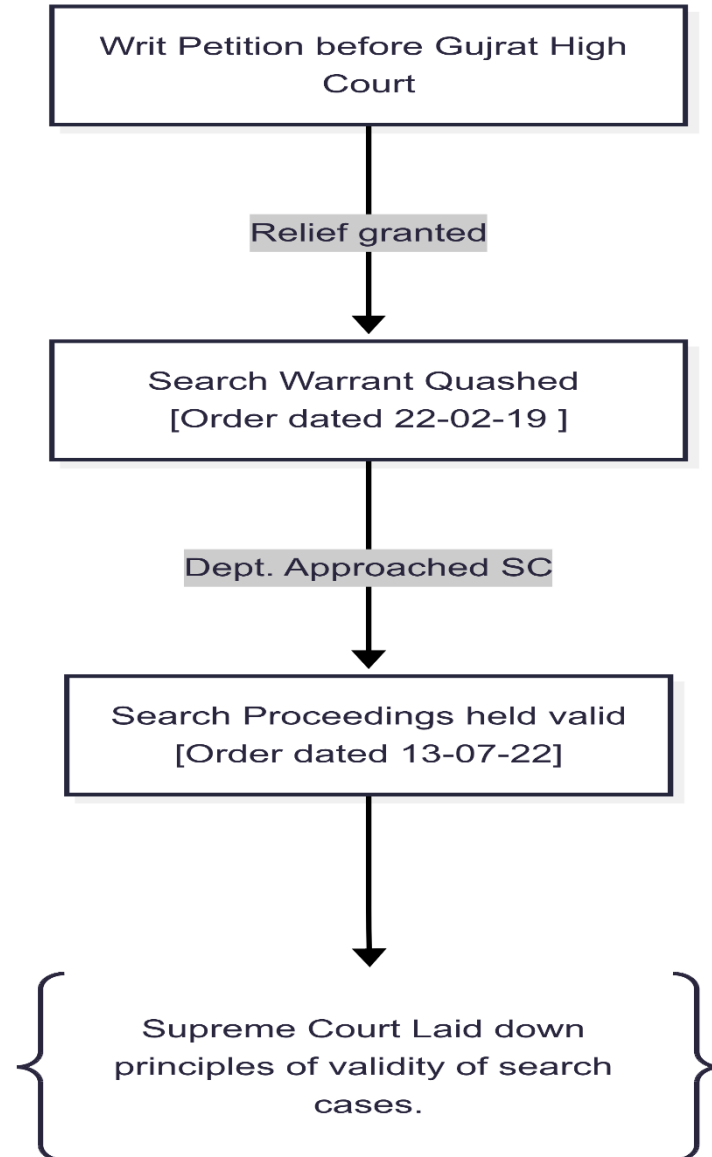 Writ Petition before Gujrat High
Court
Relief granted
Search Warrant Quashed
[Order dated 22-02-19 ]
Dept. Approached SC
Search Proceedings held valid
[Order dated 13-07-22]
Supreme Court Laid down
principles of validity of search
cases.